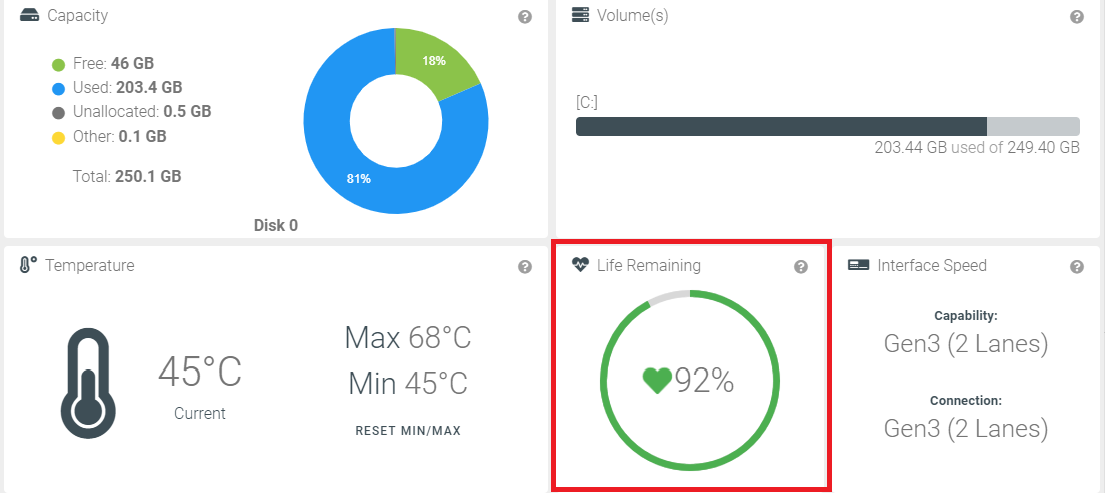 Capacity
Free: 46 GB
Used: 203.4 GB
Unallocated: 0.5 GB
Other: 0.1 GB
Total: 250.1 GB
18%
81%
Disk 0
Volume(s)
[C:]
203.44 GB used of 249.40 GB
Temperature
45°C
Current
Max 68°C
Min 45°C
RESET MIN/MAX
Life Remaining
92%
Interface Speed
Capability:
Gen3 (2 Lanes)
Connection:
Gen3 (2 Lanes)